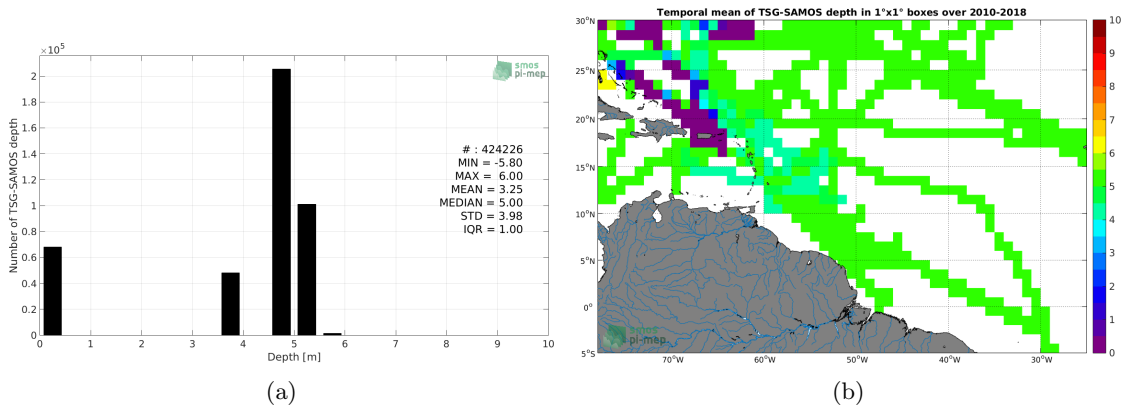 ×10⁵
2
1.8
1.6
1.4
1.2
1
0.8
0.6
0.4
0.2
0
Number of TSG-SAMOS depth
0 1 2 3 4 5 6 7 8 9 10
Depth [m]
smos
pi-mep
# : 424226
MIN = -5.80
MAX = 6.00
MEAN = 3.25
MEDIAN = 5.00
STD = 3.98
IQR = 1.00
(a)
Temporal mean of TSG-SAMOS depth in 1°x1° boxes over 2010-2018
30°N
25°N
20°N
15°N
10°N
5°N
0°
5°S
70°W 60°W 50°W 40°W 30°W
smos
pi-mep
10
9
8
7
6
5
4
3
2
1
0
(b)